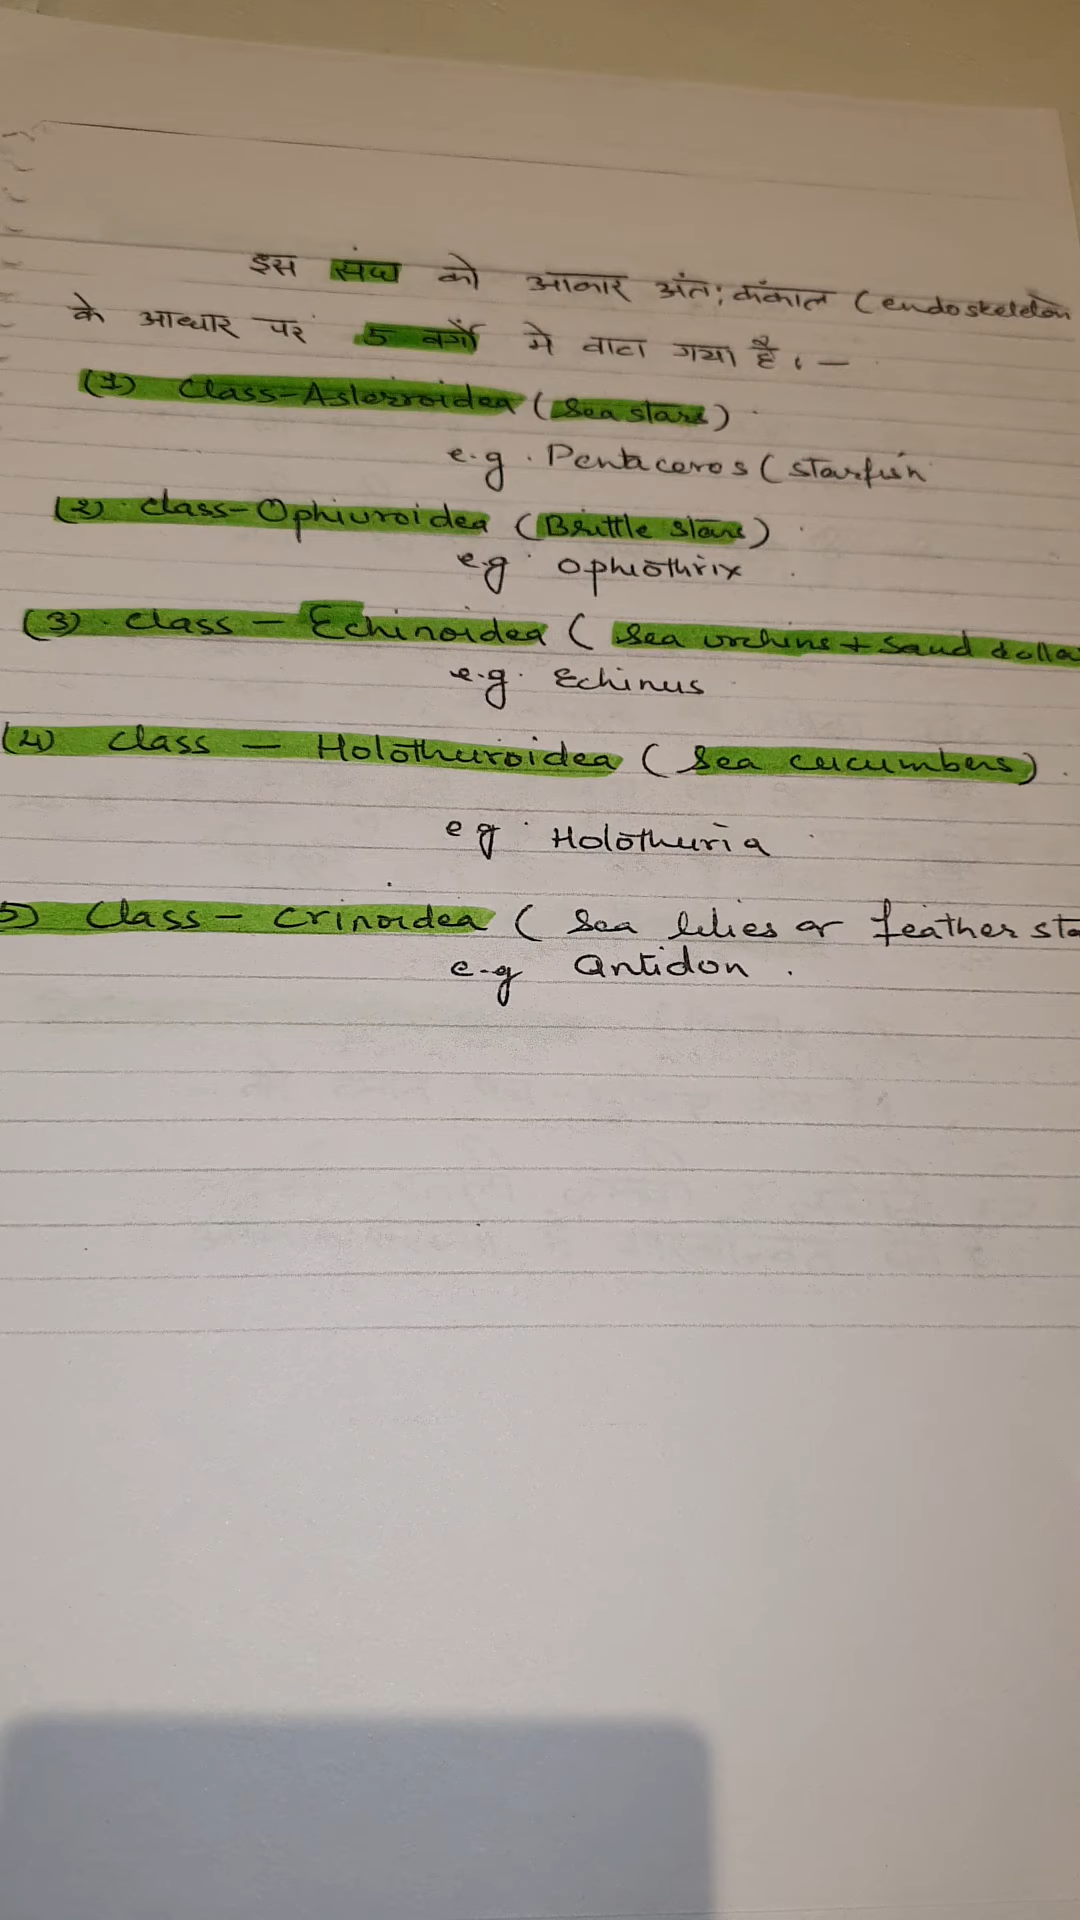 इस संघ को आकार अंत: कंकाल (endoskeleton
के आधार पर 5 वर्गों मे बाटा गया है। —
(1) Class-Asteroidea (Sea stars)
e.g. Pentaceros (starfish
(2) class-Ophiuroidea (Brittle stars)
e.g Ophiothrix
(3) class — Echinoidea (Sea urchins + Sand dolla
e.g. Echinus
(4) class — Holothuroidea (Sea cucumbers)
eg Holothuria
5) Class — Crinoidea (Sea lilies or feather sta
e.g Antidon.